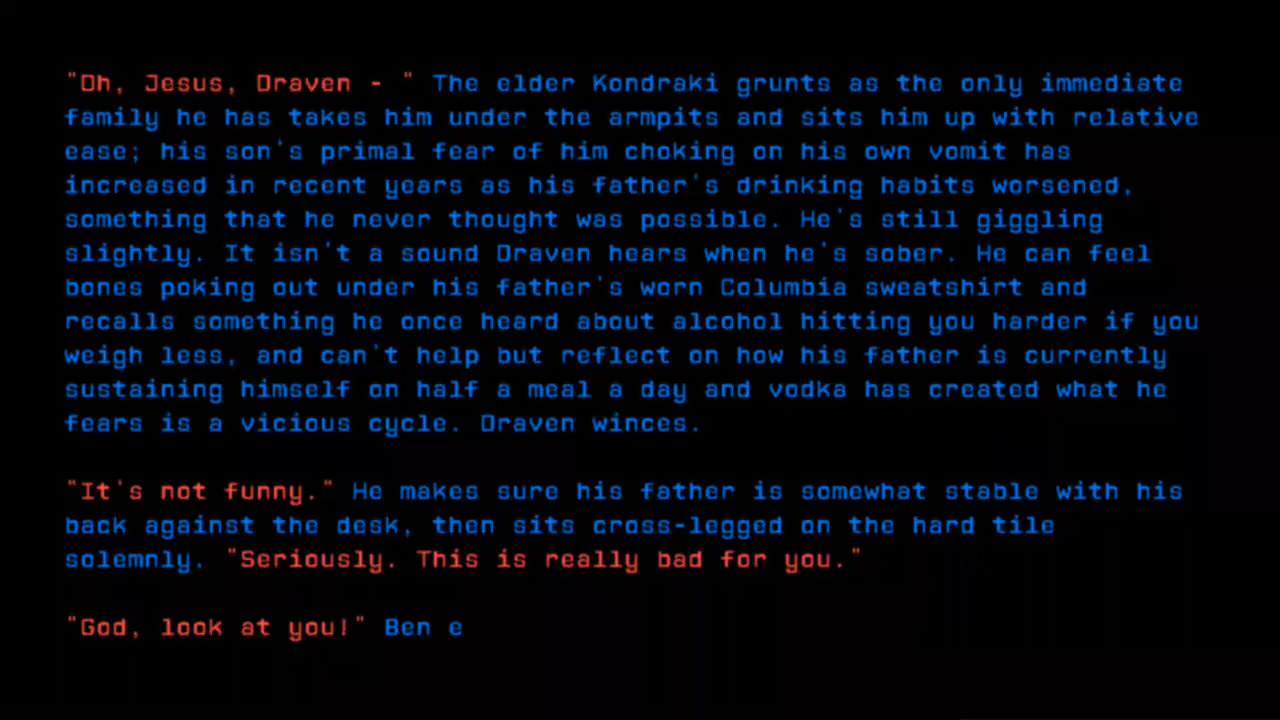 "Oh, Jesus, Draven - " The elder Kondraki grunts as the only immediate
family he has takes him under the armpits and sits him up with relative
ease; his son's primal fear of him choking on his own vomit has
increased in recent years as his father's drinking habits worsened,
something that he never thought was possible. He's still giggling
slightly. It isn't a sound Draven hears when he's sober. He can feel
bones poking out under his father's worn Columbia sweatshirt and
recalls something he once heard about alcohol hitting you harder if you
weigh less, and can't help but reflect on how his father is currently
sustaining himself on half a meal a day and vodka has created what he
fears is a vicious cycle. Draven winces.
"It's not funny." He makes sure his father is somewhat stable with his
back against the desk, then sits cross-legged on the hard tile
solemnly. "Seriously. This is really bad for you."
"God, look at you!" Ben e